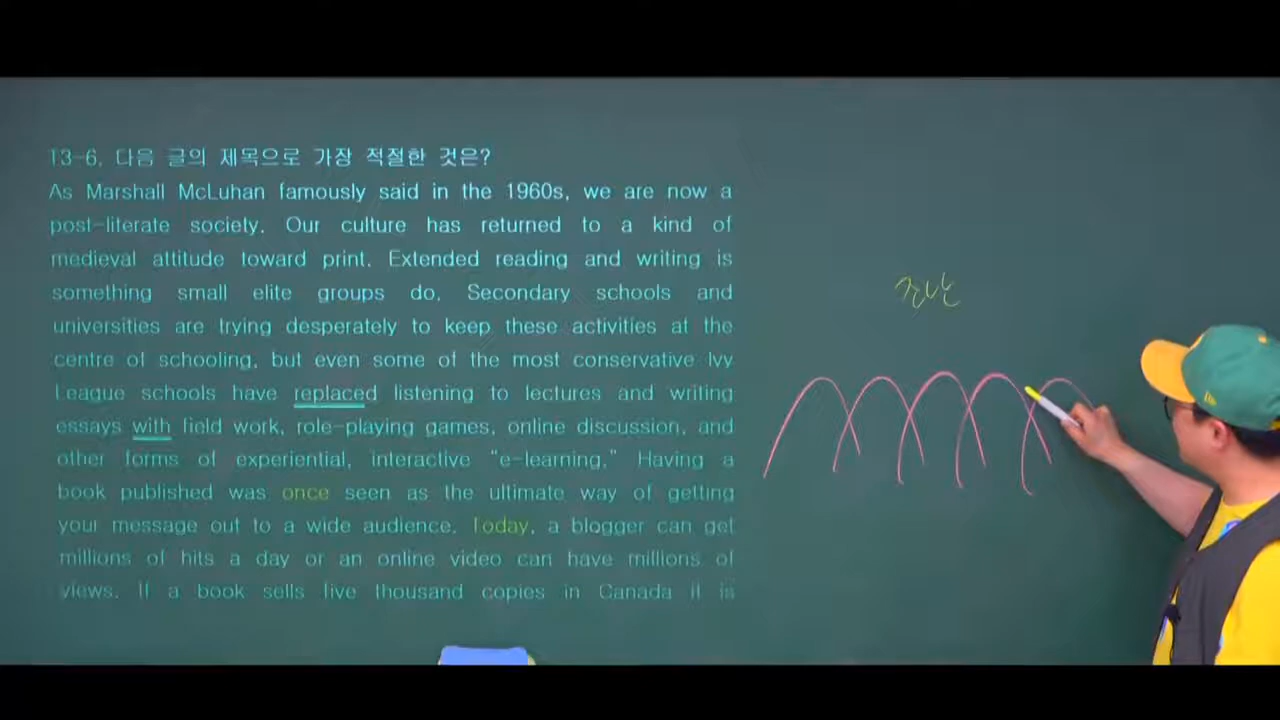 13-6. 다음 글의 제목으로 가장 적절한 것은?
As Marshall McLuhan famously said in the 1960s, we are now a
post-literate society. Our culture has returned to a kind of
medieval attitude toward print. Extended reading and writing is
something small elite groups do. Secondary schools and
universities are trying desperately to keep these activities at the
centre of schooling, but even some of the most conservative Ivy
League schools have replaced listening to lectures and writing
essays with field work, role-playing games, online discussion, and
other forms of experiential, interactive “e-learning.” Having a
book published was once seen as the ultimate way of getting
your message out to a wide audience. Today, a blogger can get
millions of hits a day or an online video can have millions of
views. If a book sells five thousand copies in Canada it is